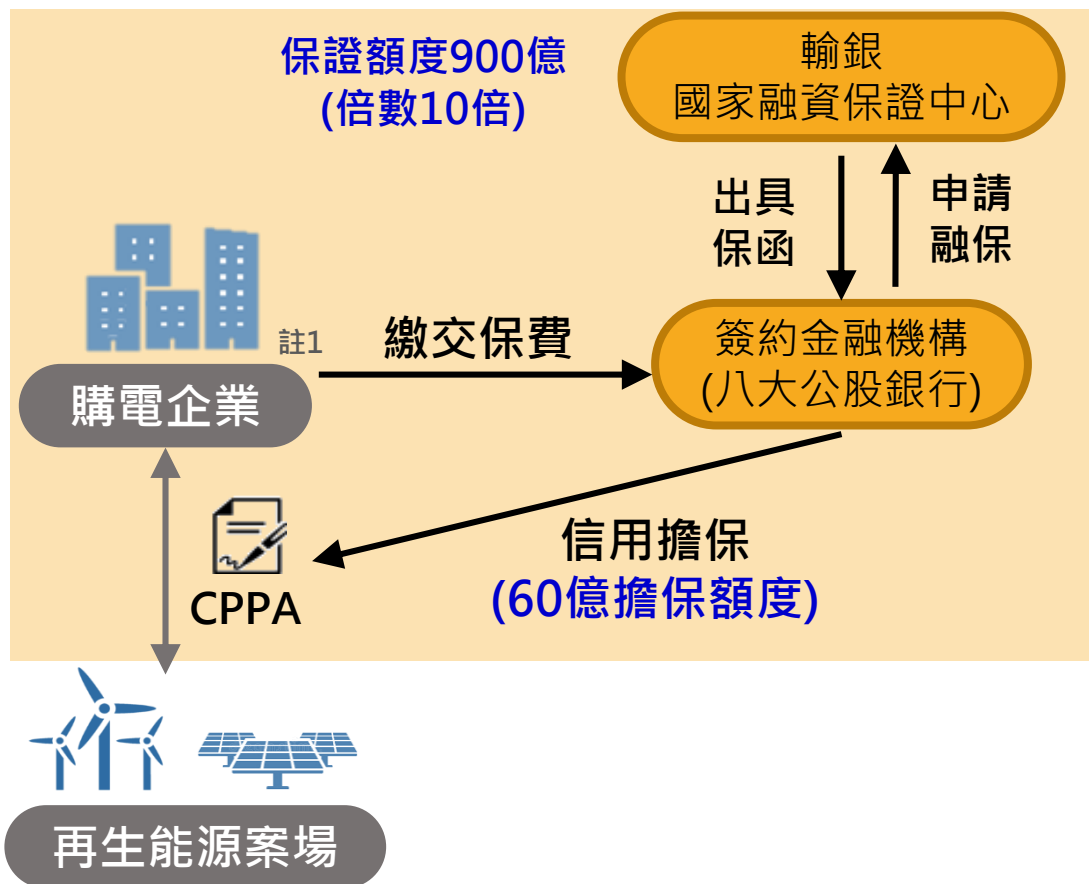 保證額度900億
(倍數10倍)
輸銀
國家融資保證中心
出具
保函
申請
融保
註1
繳交保費
簽約金融機構
(八大公股銀行)
購電企業
CPPA
信用擔保
(60億擔保額度)
再生能源案場